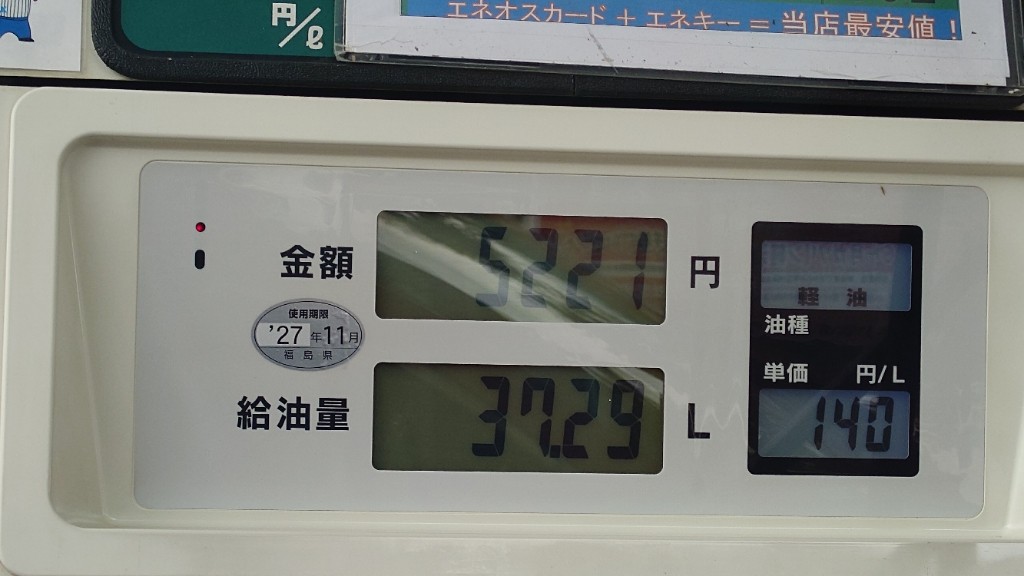 円/ℓ
エネオスカード + エネキー = 当店最安値!
金額 5221 円
使用期限
'27年11月
福島県
給油量 37.29 L
軽油
油種
単価 円/L
140